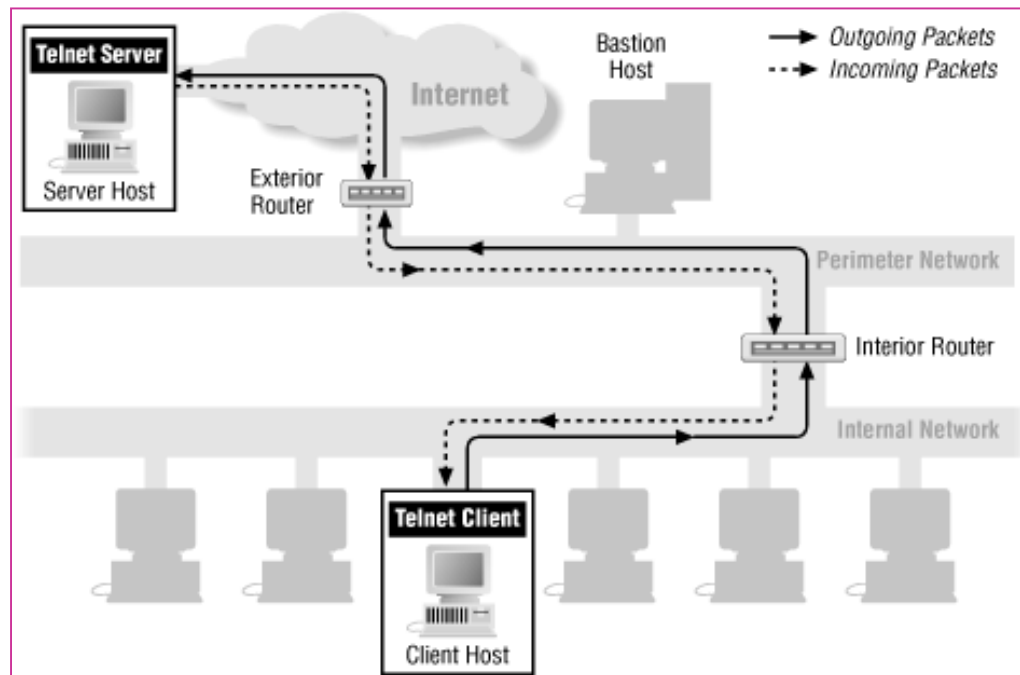 Telnet Server
Server Host
Internet
Bastion
Host
Outgoing Packets
Incoming Packets
Exterior
Router
Perimeter Network
Interior Router
Internal Network
Telnet Client
Client Host